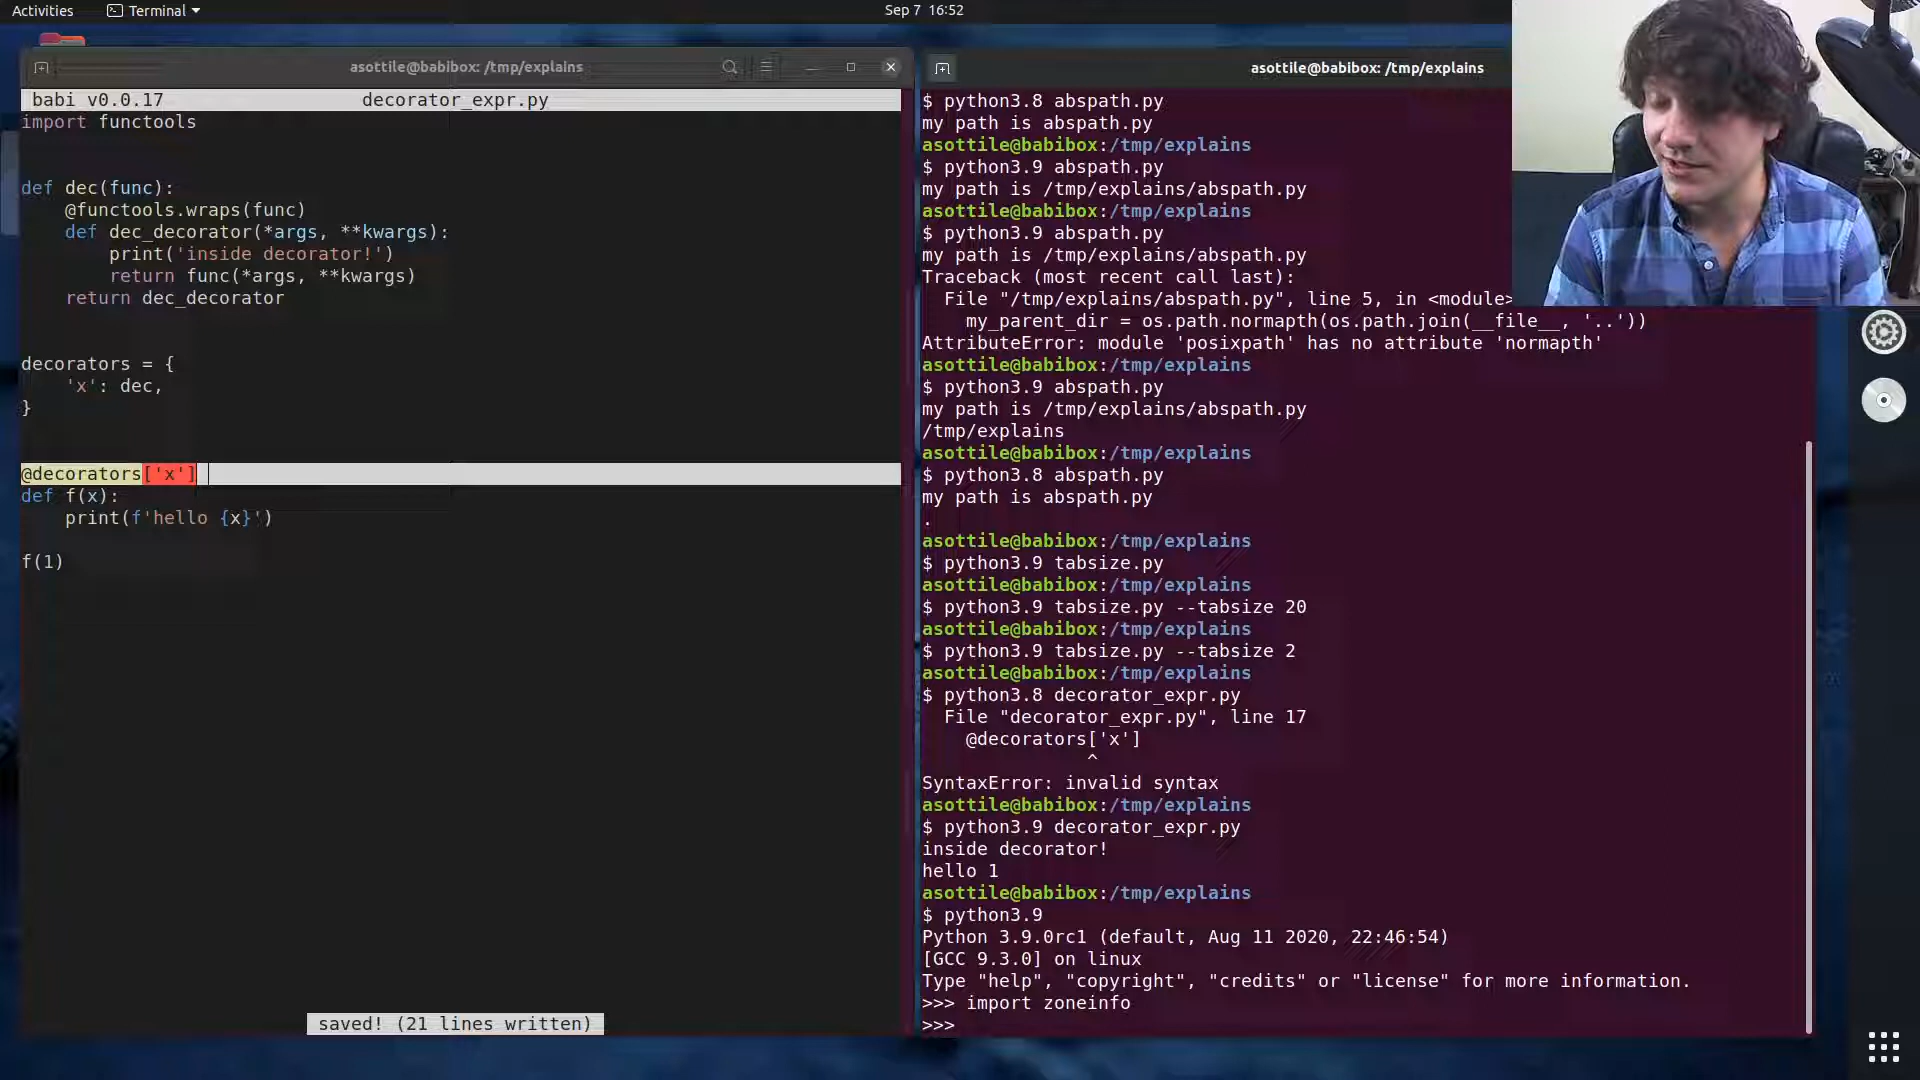 Activities
Terminal
Sep 7 16:52
asottile@babibox: /tmp/explains
babi v0.0.17
decorator_expr.py
import functools
def dec(func):
    @functools.wraps(func)
    def dec_decorator(*args, **kwargs):
        print('inside decorator!')
        return func(*args, **kwargs)
    return dec_decorator
decorators = {
    'x': dec,
}
@decorators['x']
def f(x):
    print(f'hello {x}')
f(1)
saved! (21 lines written)
asottile@babibox: /tmp/explains
$ python3.8 abspath.py
my path is abspath.py
asottile@babibox:/tmp/explains
$ python3.9 abspath.py
my path is /tmp/explains/abspath.py
asottile@babibox:/tmp/explains
$ python3.9 abspath.py
my path is /tmp/explains/abspath.py
Traceback (most recent call last):
  File "/tmp/explains/abspath.py", line 5, in <module>
    my_parent_dir = os.path.normapth(os.path.join(__file__, '..'))
AttributeError: module 'posixpath' has no attribute 'normapth'
asottile@babibox:/tmp/explains
$ python3.9 abspath.py
my path is /tmp/explains/abspath.py
/tmp/explains
asottile@babibox:/tmp/explains
$ python3.8 abspath.py
my path is abspath.py
.
asottile@babibox:/tmp/explains
$ python3.9 tabsize.py
asottile@babibox:/tmp/explains
$ python3.9 tabsize.py --tabsize 20
asottile@babibox:/tmp/explains
$ python3.9 tabsize.py --tabsize 2
asottile@babibox:/tmp/explains
$ python3.8 decorator_expr.py
  File "decorator_expr.py", line 17
    @decorators['x']
               ^
SyntaxError: invalid syntax
asottile@babibox:/tmp/explains
$ python3.9 decorator_expr.py
inside decorator!
hello 1
asottile@babibox:/tmp/explains
$ python3.9
Python 3.9.0rc1 (default, Aug 11 2020, 22:46:54)
[GCC 9.3.0] on linux
Type "help", "copyright", "credits" or "license" for more information.
>>> import zoneinfo
>>>